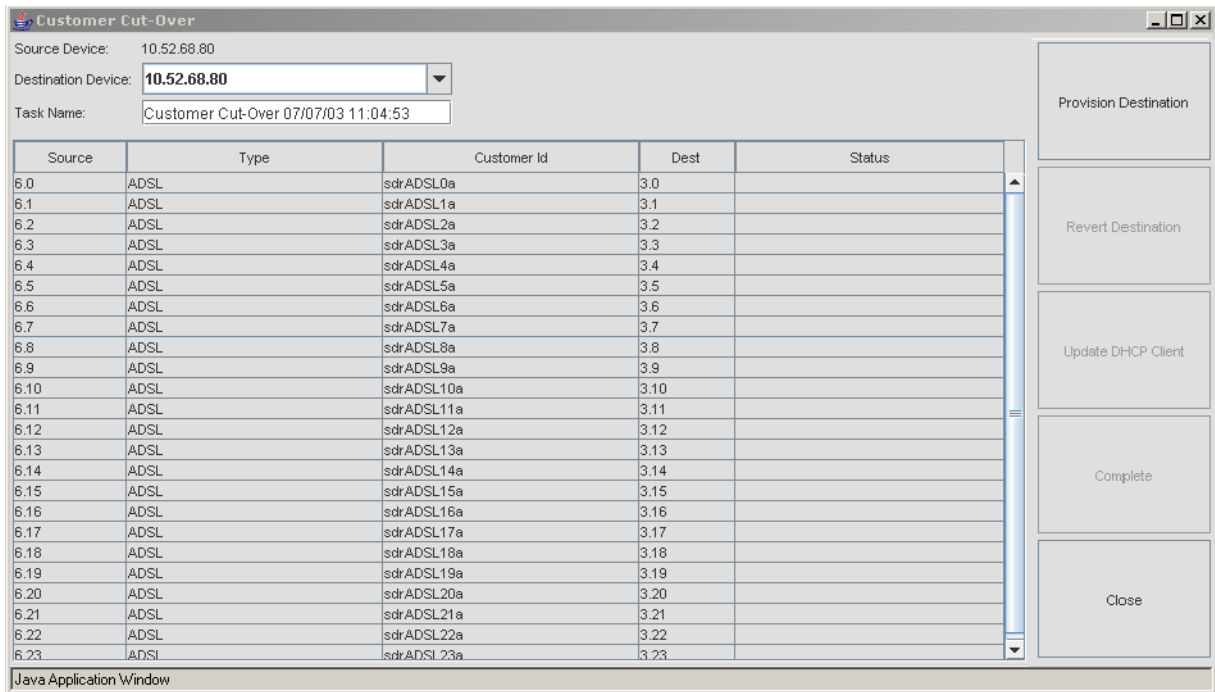 Customer Cut-Over
Source Device: 10.52.68.80
Destination Device: 10.52.68.80
Task Name: Customer Cut-Over 07/07/03 11:04:53
Source Type Customer Id Dest Status
6.0 ADSL sdrADSL0a 3.0
6.1 ADSL sdrADSL1a 3.1
6.2 ADSL sdrADSL2a 3.2
6.3 ADSL sdrADSL3a 3.3
6.4 ADSL sdrADSL4a 3.4
6.5 ADSL sdrADSL5a 3.5
6.6 ADSL sdrADSL6a 3.6
6.7 ADSL sdrADSL7a 3.7
6.8 ADSL sdrADSL8a 3.8
6.9 ADSL sdrADSL9a 3.9
6.10 ADSL sdrADSL10a 3.10
6.11 ADSL sdrADSL11a 3.11
6.12 ADSL sdrADSL12a 3.12
6.13 ADSL sdrADSL13a 3.13
6.14 ADSL sdrADSL14a 3.14
6.15 ADSL sdrADSL15a 3.15
6.16 ADSL sdrADSL16a 3.16
6.17 ADSL sdrADSL17a 3.17
6.18 ADSL sdrADSL18a 3.18
6.19 ADSL sdrADSL19a 3.19
6.20 ADSL sdrADSL20a 3.20
6.21 ADSL sdrADSL21a 3.21
6.22 ADSL sdrADSL22a 3.22
6.23 ADSL sdrADSL23a 3.23
Provision Destination
Revert Destination
Update DHCP Client
Complete
Close
Java Application Window